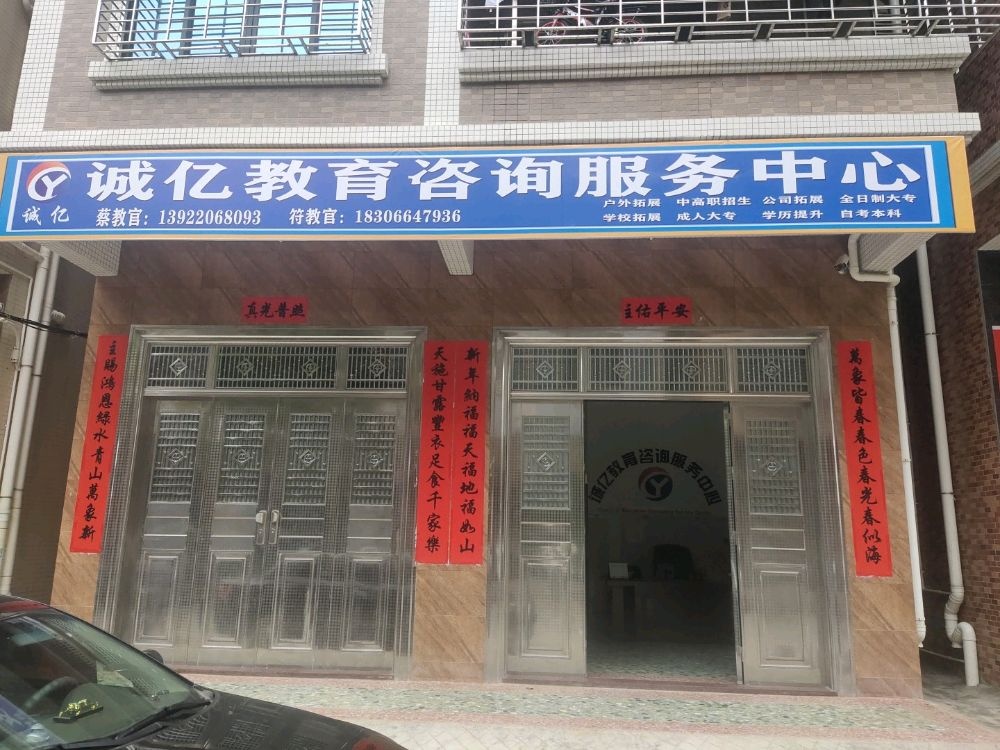 诚亿教育咨询服务中心
诚亿
蔡教官：13922068093 符教官：18306647936
户外拓展 中高职招生 公司拓展 全日制大专
学校拓展 成人大专 学历提升 自考本科
真光普照
主佑平安
主賜鴻恩綠水青山萬象新
天施甘露豐衣足食千家樂
新年納福福天福地福如山
萬象皆春春色春光春似海
诚亿教育咨询服务中心